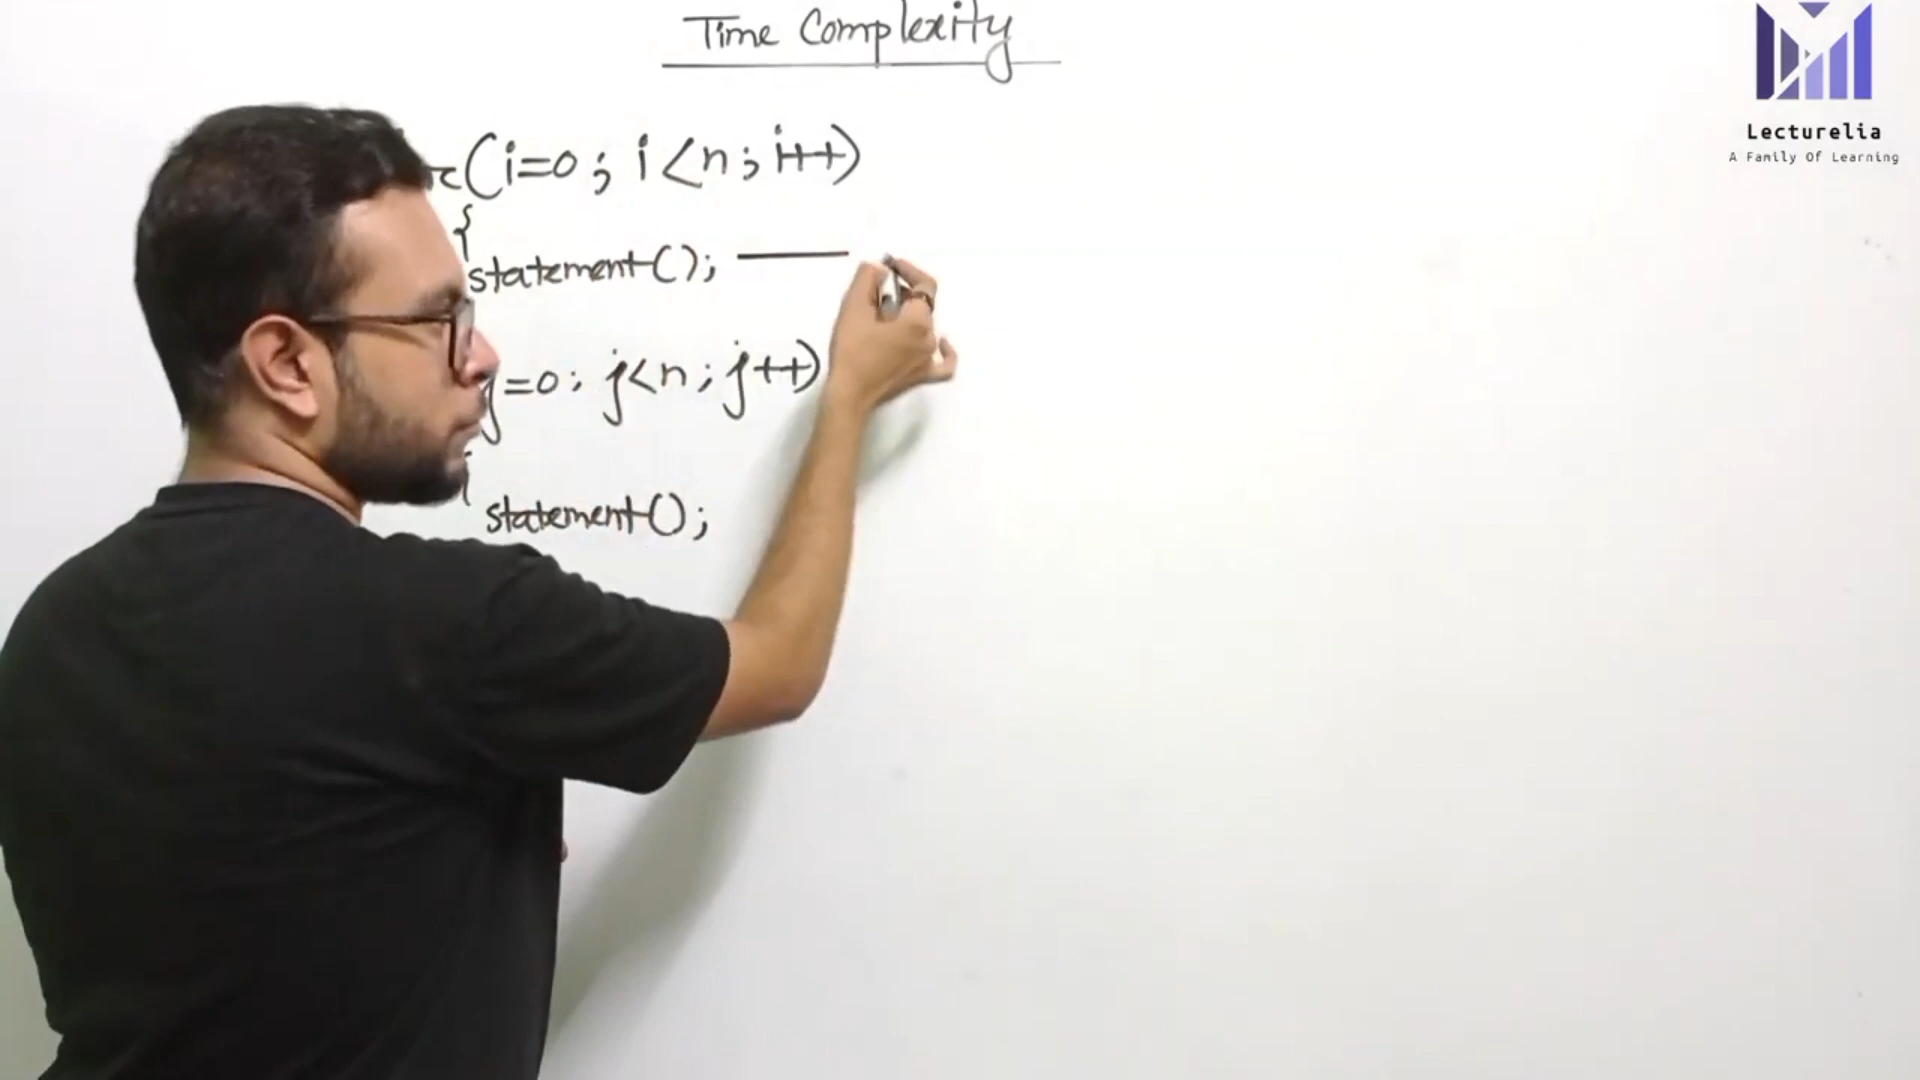 Time Complexity
Lecturelia
A Family Of Learning
(i=0; i<n; i++)
{
statement();
j=0; j<n; j++)
{
statement();